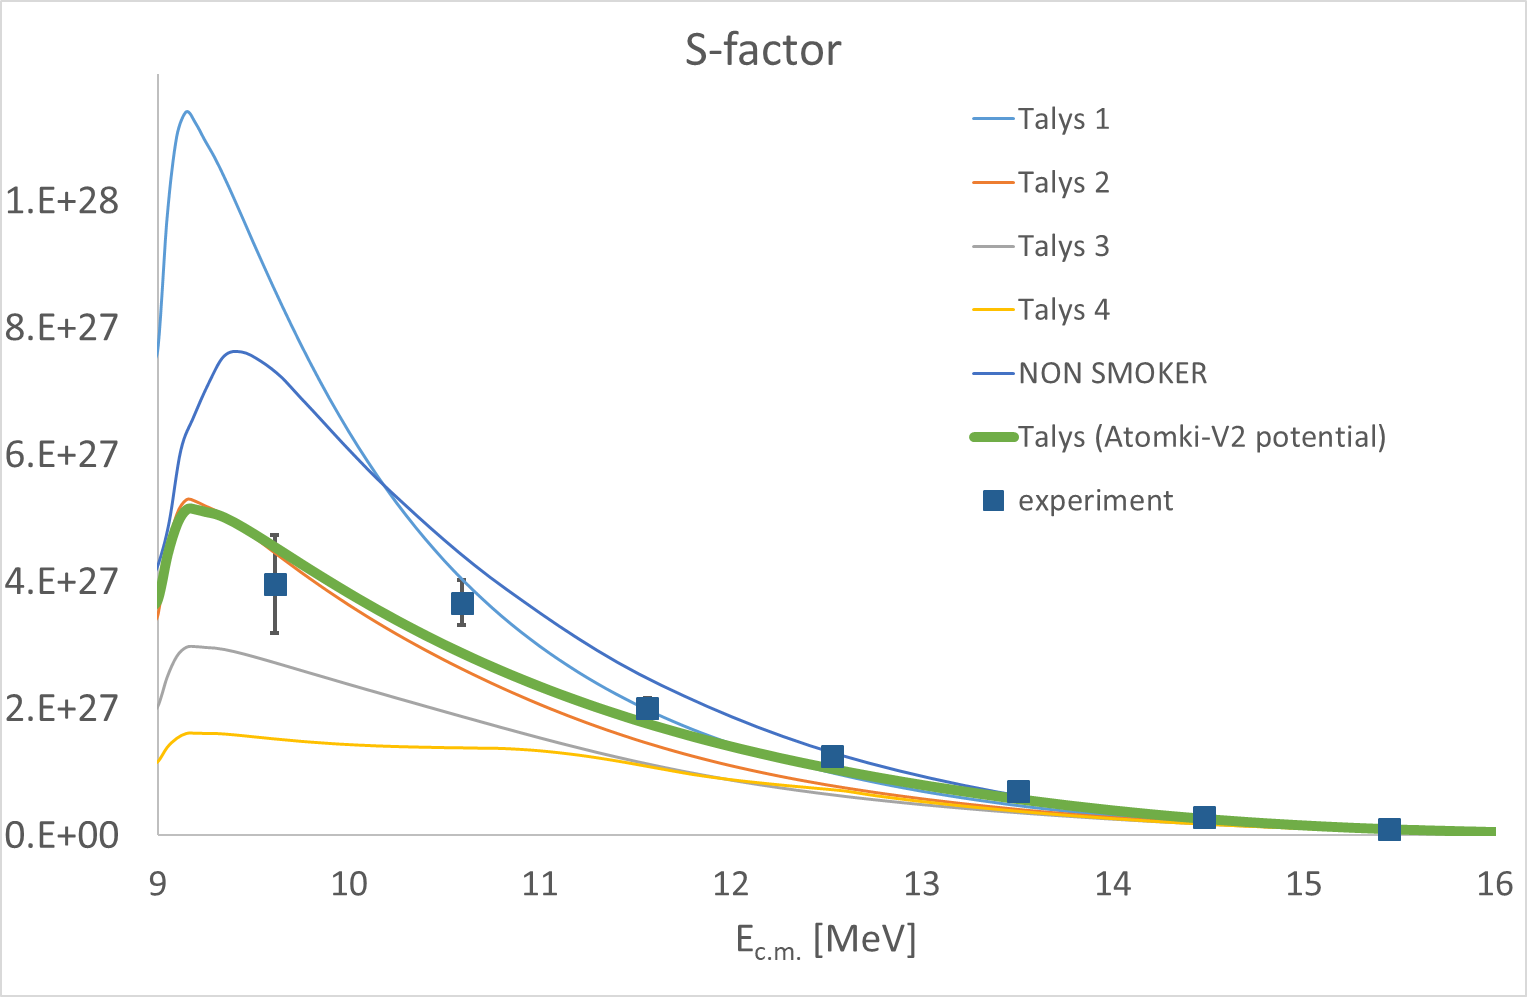 S-factor
Talys 1
Talys 2
Talys 3
Talys 4
NON SMOKER
Talys (Atomki-V2 potential)
experiment
1.E+28
8.E+27
6.E+27
4.E+27
2.E+27
0.E+00
9 10 11 12 13 14 15 16
Ec.m. [MeV]